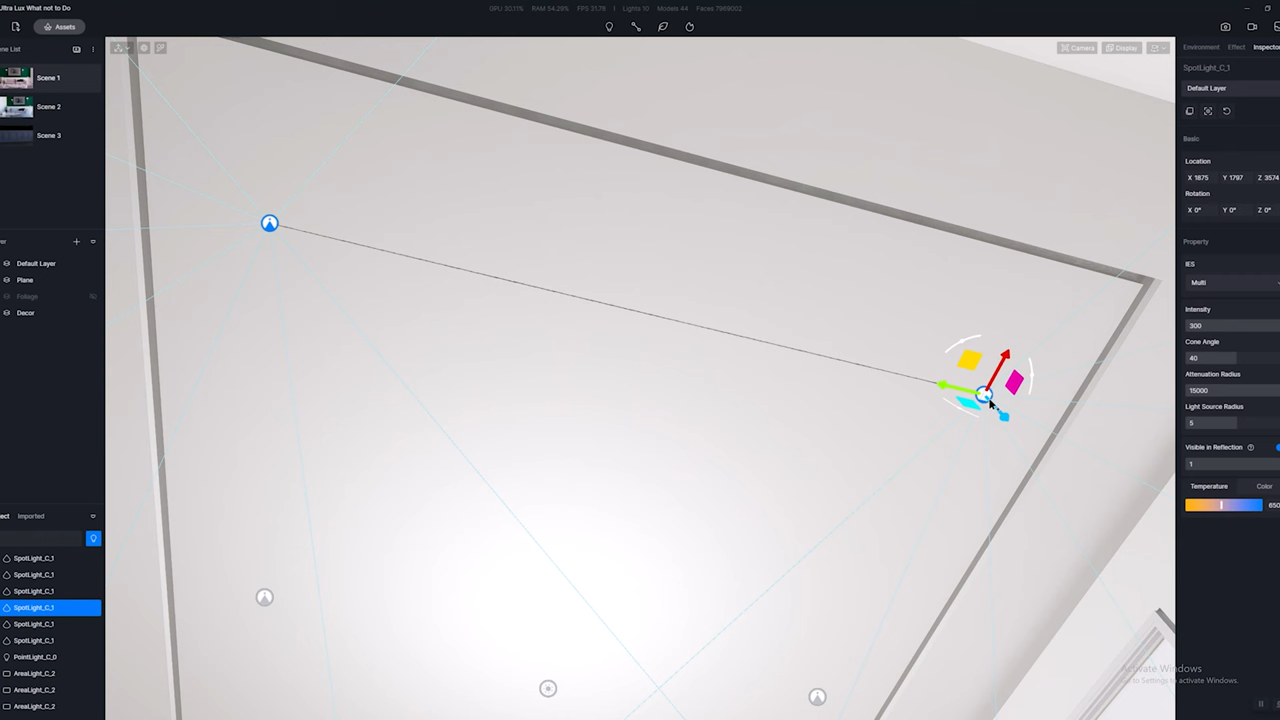 Ultra Lux What not to Do
GPU 30.11% RAM 54.28% FPS 31.76 Lights 10 Models 44 Faces 7869002
Assets
Scene 1
Scene 2
Scene 3
Default Layer
Plane
Foliage
Decor
Imported
SpotLight_C_1
SpotLight_C_1
SpotLight_C_1
SpotLight_C_1
SpotLight_C_1
SpotLight_C_1
PointLight_C_0
AreaLight_C_2
AreaLight_C_2
AreaLight_C_2
Camera
Display
Environment Effect Inspector
SpotLight_C_1
Default Layer
Basic
Location
X 1875 Y 1797 Z 3574
Rotation
X 0° Y 0° Z 0°
Property
IES
Multi
Intensity
300
Cone Angle
40
Attenuation Radius
15000
Light Source Radius
5
Visible in Reflection
1
Temperature Color
Activate Windows
Go to Settings to activate Windows.